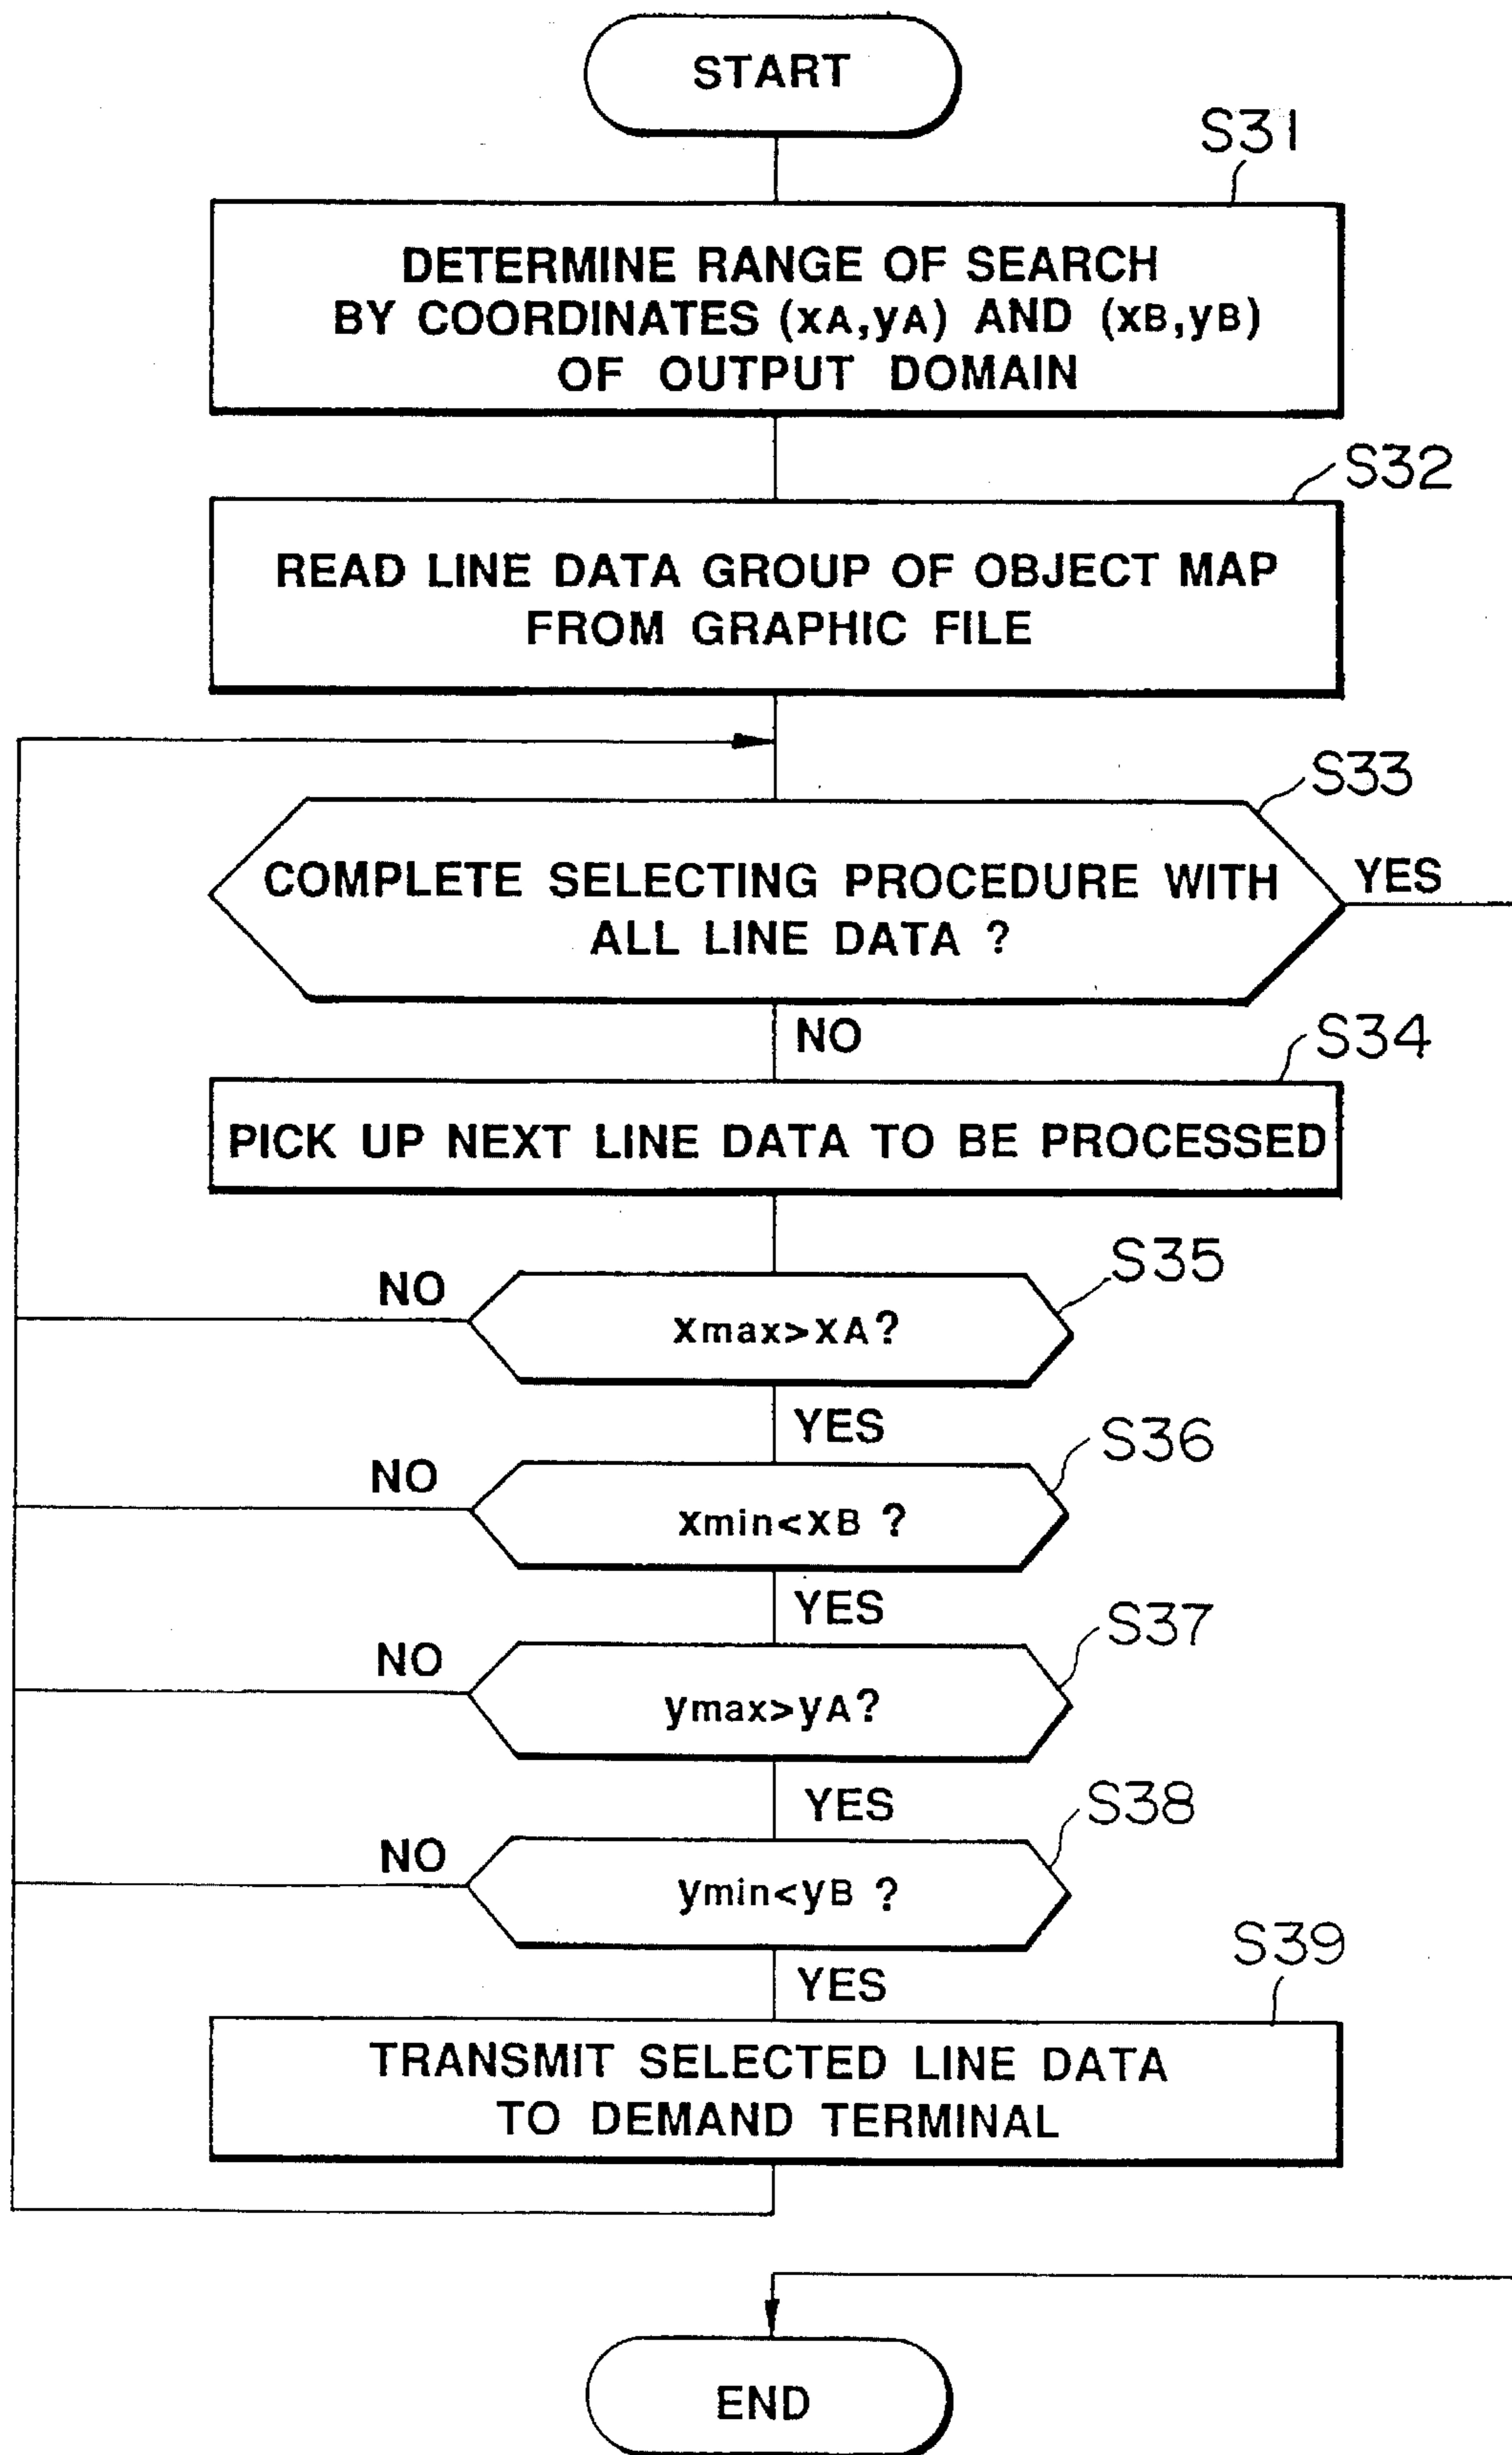 START
S31
DETERMINE RANGE OF SEARCH
BY COORDINATES (xA,yA) AND (xB,yB)
OF OUTPUT DOMAIN
S32
READ LINE DATA GROUP OF OBJECT MAP
FROM GRAPHIC FILE
S33
COMPLETE SELECTING PROCEDURE WITH
ALL LINE DATA ?
YES
NO
S34
PICK UP NEXT LINE DATA TO BE PROCESSED
S35
NO
xmax>xA?
YES
S36
NO
xmin<xB ?
YES
S37
NO
ymax>yA?
YES
S38
NO
ymin<yB ?
YES
S39
TRANSMIT SELECTED LINE DATA
TO DEMAND TERMINAL
END